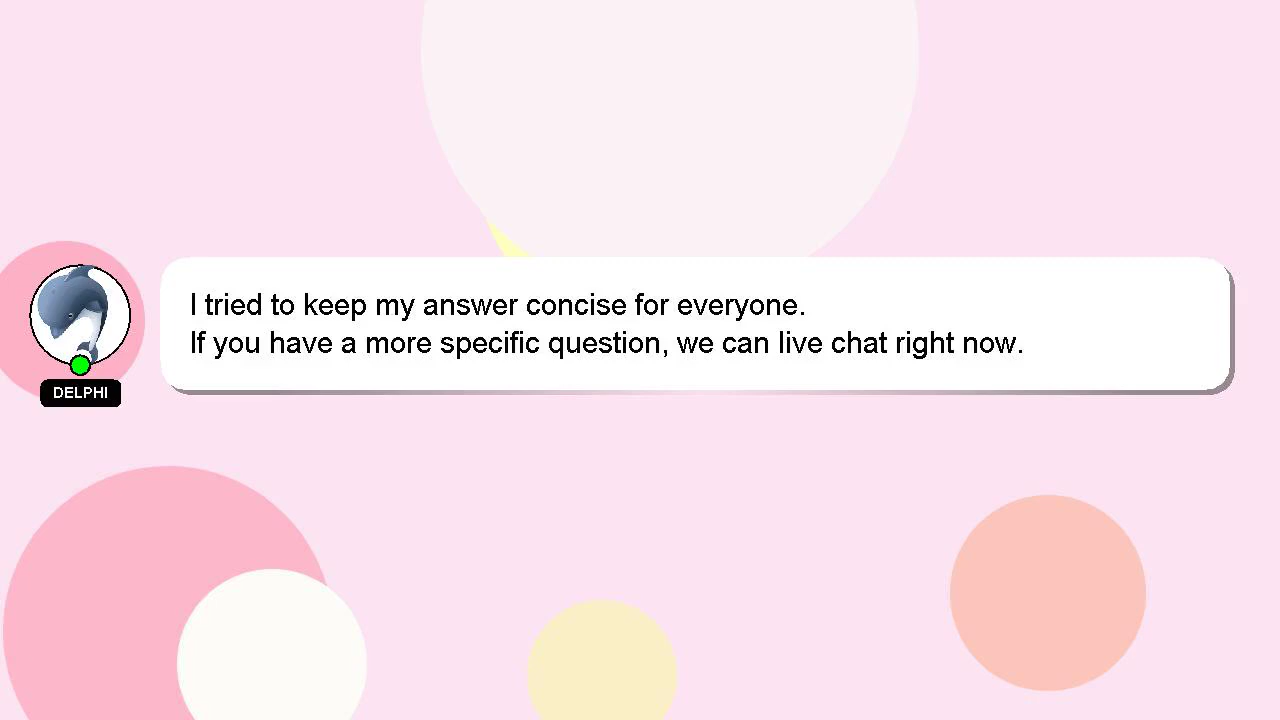 I tried to keep my answer concise for everyone.
If you have a more specific question, we can live chat right now.
DELPHI